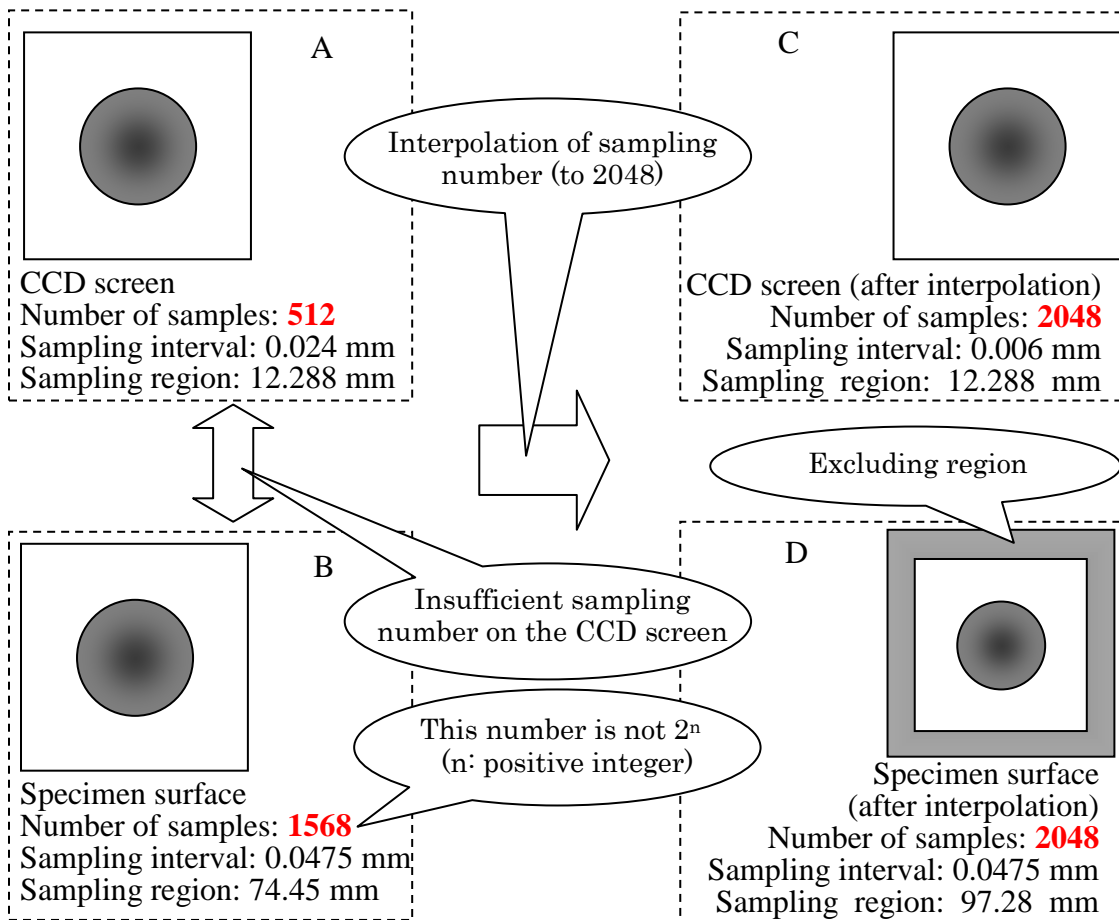 A
CCD screen
Number of samples: 512
Sampling interval: 0.024 mm
Sampling region: 12.288 mm
Interpolation of sampling
number (to 2048)
C
CCD screen (after interpolation)
Number of samples: 2048
Sampling interval: 0.006 mm
Sampling region: 12.288 mm
Excluding region
B
Insufficient sampling
number on the CCD screen
This number is not 2ⁿ
(n: positive integer)
Specimen surface
Number of samples: 1568
Sampling interval: 0.0475 mm
Sampling region: 74.45 mm
D
Specimen surface
(after interpolation)
Number of samples: 2048
Sampling interval: 0.0475 mm
Sampling region: 97.28 mm